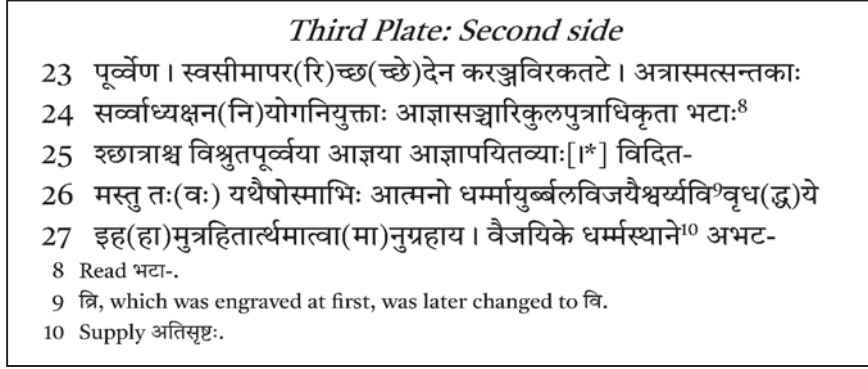 Third Plate: Second side
23 पूर्व्वेण । स्वसीमापर(रि)च्छ(च्छे)देन करञ्जविरकतटे । अत्रास्मत्सन्तकाः
24 सर्व्वाध्यक्षन(नि)योगनियुक्ताः आज्ञासञ्चारिकुलपुत्राधिकृता भटाः⁸
25 श्छात्राश्च विश्रुतपूर्व्वया आज्ञया आज्ञापयितव्याः[।*] विदित-
26 मस्तु तः(वः) यथैषोस्माभिः आत्मनो धर्म्मायुर्ब्बलविजयैश्वर्य्यवि⁹वृध(द्ध)ये
27 इह(हा)मुत्रहितार्त्थमात्वा(मा)नुग्रहाय । वैजयिके धर्म्मस्थाने¹⁰ अभट-
8 Read भटा-.
9 व्रि, which was engraved at first, was later changed to वि.
10 Supply अतिसृष्टः.